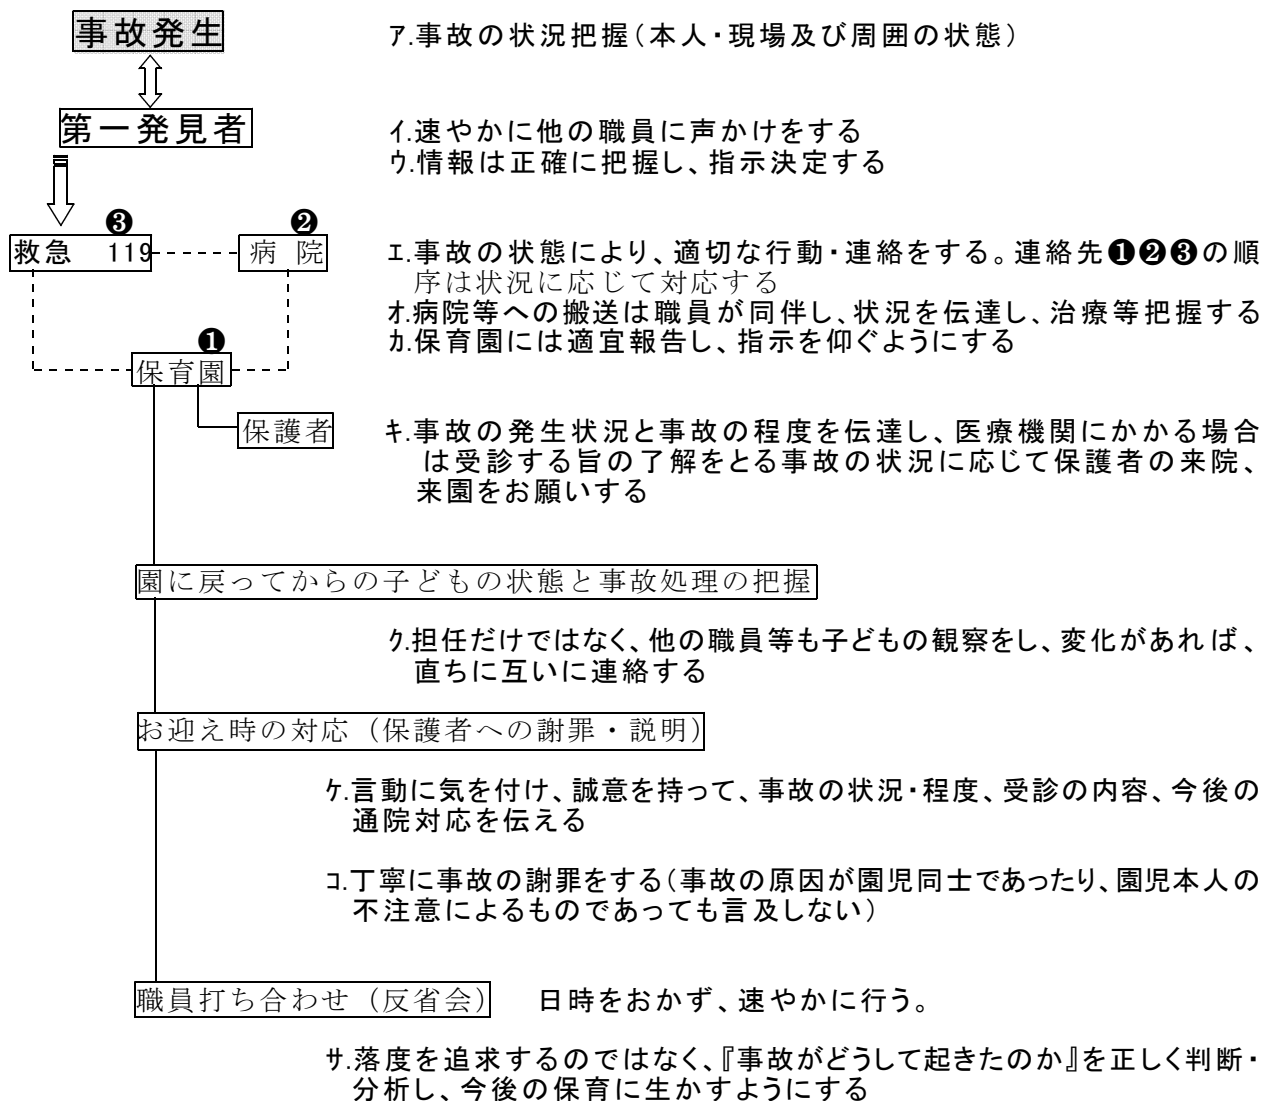 事故発生
ｱ.事故の状況把握(本人・現場及び周囲の状態)
第一発見者
ｲ.速やかに他の職員に声かけをする
ｳ.情報は正確に把握し、指示決定する
❸ ❷
救急 119
病 院
ｴ.事故の状態により、適切な行動・連絡をする。連絡先❶❷❸の順
序は状況に応じて対応する
ｵ.病院等への搬送は職員が同伴し、状況を伝達し、治療等把握する
❶
ｶ.保育園には適宜報告し、指示を仰ぐようにする
保育園
保護者
ｷ.事故の発生状況と事故の程度を伝達し、医療機関にかかる場合
は受診する旨の了解をとる事故の状況に応じて保護者の来院、
来園をお願いする
園に戻ってからの子どもの状態と事故処理の把握
ｸ.担任だけではなく、他の職員等も子どもの観察をし、変化があれば、
直ちに互いに連絡する
お迎え時の対応（保護者への謝罪・説明）
ｹ.言動に気を付け、誠意を持って、事故の状況・程度、受診の内容、今後の
通院対応を伝える
ｺ.丁寧に事故の謝罪をする(事故の原因が園児同士であったり、園児本人の
不注意によるものであっても言及しない)
職員打ち合わせ（反省会） 日時をおかず、速やかに行う。
ｻ.落度を追求するのではなく、『事故がどうして起きたのか』を正しく判断・
分析し、今後の保育に生かすようにする